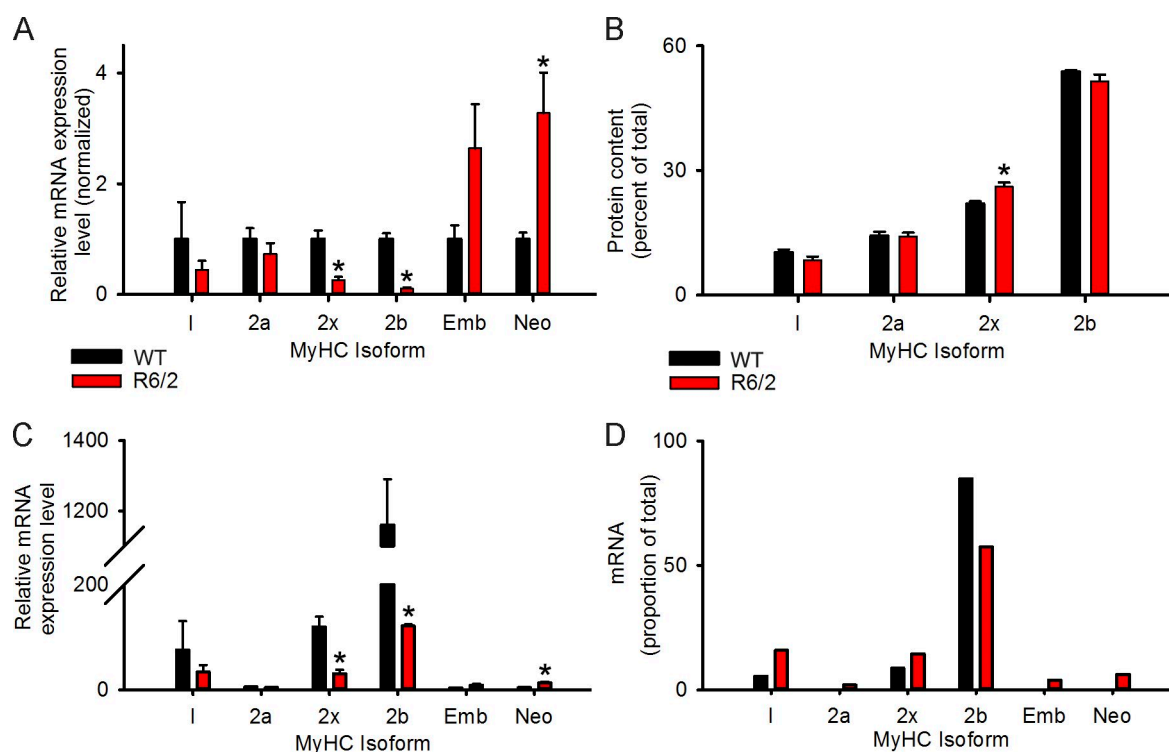 A
Relative mRNA expression
level (normalized)
4
2
0
*
*
*
I 2a 2x 2b Emb Neo
MyHC Isoform
WT
R6/2
B
Protein content
(percent of total)
60
30
0
*
I 2a 2x 2b
MyHC Isoform
WT
R6/2
C
Relative mRNA
expression level
1400
1200
200
0
*
*
*
I 2a 2x 2b Emb Neo
MyHC Isoform
D
mRNA
(proportion of total)
100
50
0
I 2a 2x 2b Emb Neo
MyHC Isoform